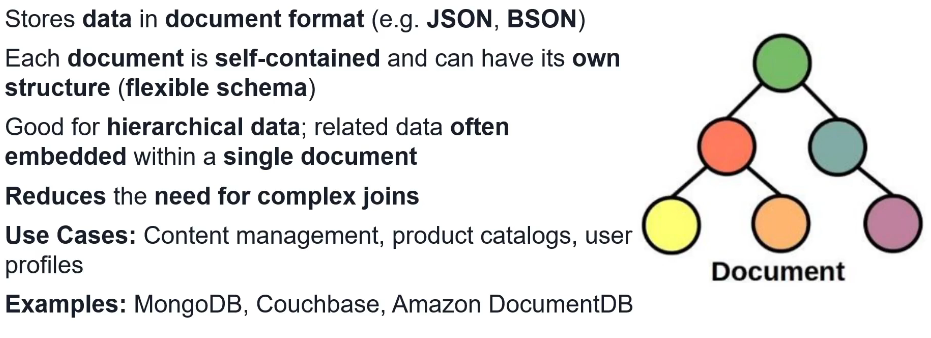 Stores data in document format (e.g. JSON, BSON)
Each document is self-contained and can have its own
structure (flexible schema)
Good for hierarchical data; related data often
embedded within a single document
Reduces the need for complex joins
Use Cases: Content management, product catalogs, user
profiles
Examples: MongoDB, Couchbase, Amazon DocumentDB
Document